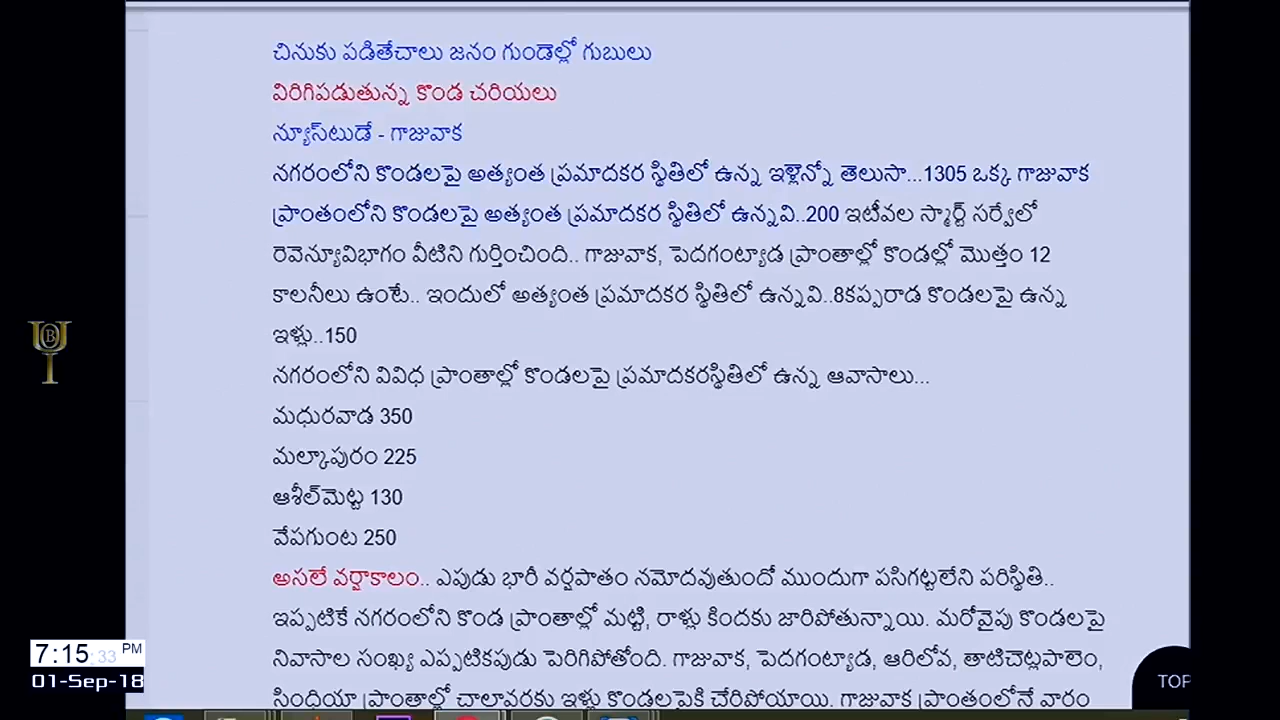 చినుకు పడితేచాలు జనం గుండెల్లో గుబులు
విరిగిపడుతున్న కొండ చరియలు
న్యూస్‌టుడే - గాజువాక
నగరంలోని కొండలపై అత్యంత ప్రమాదకర స్థితిలో ఉన్న ఇళ్లెన్నో తెలుసా...1305 ఒక్క గాజువాక
ప్రాంతంలోని కొండలపై అత్యంత ప్రమాదకర స్థితిలో ఉన్నవి..200 ఇటీవల స్మార్ట్ సర్వేలో
రెవెన్యూవిభాగం వీటిని గుర్తించింది.. గాజువాక, పెదగంట్యాడ ప్రాంతాల్లో కొండల్లో మొత్తం 12
కాలనీలు ఉంటే.. ఇందులో అత్యంత ప్రమాదకర స్థితిలో ఉన్నవి..8కప్పరాడ కొండలపై ఉన్న
ఇళ్లు..150
నగరంలోని వివిధ ప్రాంతాల్లో కొండలపై ప్రమాదకరస్థితిలో ఉన్న ఆవాసాలు...
మధురవాడ 350
మల్కాపురం 225
ఆశీల్‌మెట్ట 130
వేపగుంట 250
అసలే వర్షాకాలం.. ఎపుడు భారీ వర్షపాతం నమోదవుతుందో ముందుగా పసిగట్టలేని పరిస్థితి..
ఇప్పటికే నగరంలోని కొండ ప్రాంతాల్లో మట్టి, రాళ్లు కిందకు జారిపోతున్నాయి. మరోవైపు కొండలపై
నివాసాల సంఖ్య ఎప్పటికపుడు పెరిగిపోతోంది. గాజువాక, పెదగంట్యాడ, ఆరిలోవ, తాటిచెట్లపాలెం,
సింధియా ప్రాంతాల్లో చాలావరకు ఇళ్లు కొండలపైకి చేరిపోయాయి. గాజువాక ప్రాంతంలోనే వారం
TOP
U B I
7:15:33 PM
01-Sep-18